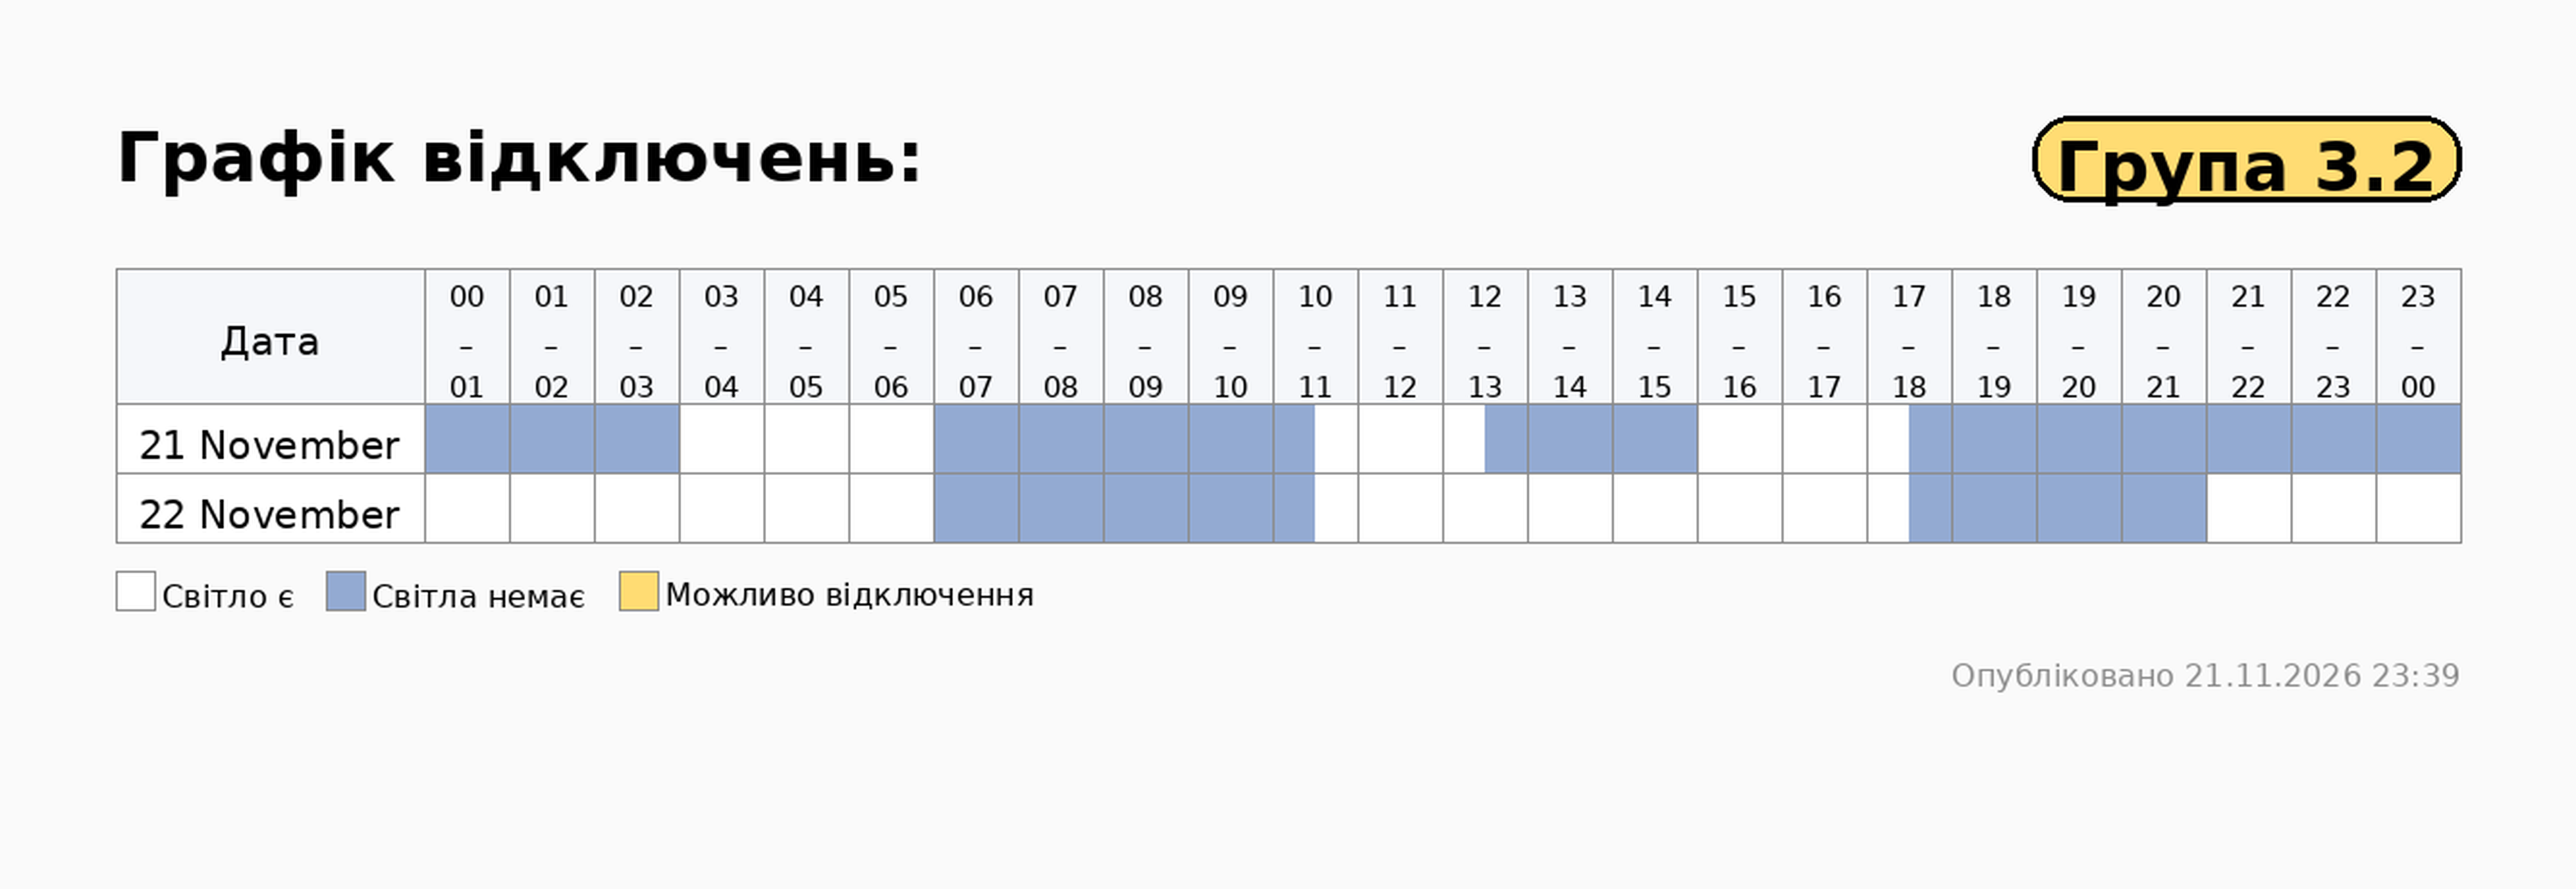 Графік відключень:
Група 3.2
Дата
00 – 01
01 – 02
02 – 03
03 – 04
04 – 05
05 – 06
06 – 07
07 – 08
08 – 09
09 – 10
10 – 11
11 – 12
12 – 13
13 – 14
14 – 15
15 – 16
16 – 17
17 – 18
18 – 19
19 – 20
20 – 21
21 – 22
22 – 23
23 – 00
21 November
22 November
Світло є Світла немає Можливо відключення
Опубліковано 21.11.2026 23:39